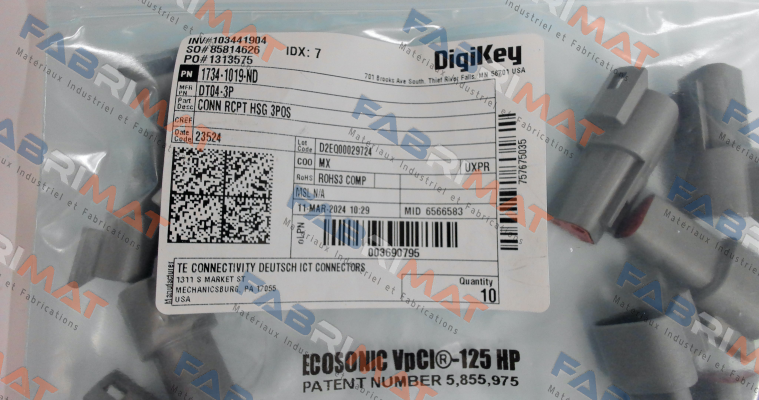 INV#103441904
SO#85814626
IDX: 7
PO#1313575
DigiKey
701 Brooks Ave South, Thief River Falls, MN 56701 USA
PN 1734-1019-ND
MFR PN DT04-3P
Part Desc CONN RCPT HSG 3POS
CREF
Date Code 23524
Lot Code D2EQ00029724
COO MX
UXPR
RoHS ROHS3 COMP
MSL N/A
11-MAR-2024 10:29
MID 6566583
oLPN
003690795
757675035
Manufacturer
TE CONNECTIVITY DEUTSCH ICT CONNECTORS
1311 S MARKET ST
MECHANICSBURG, PA 17055
USA
Quantity
10
ECOSONIC VpCI®-125 HP
PATENT NUMBER 5,855,975
FABRIMAT
Materiaux Industriel et Fabrications